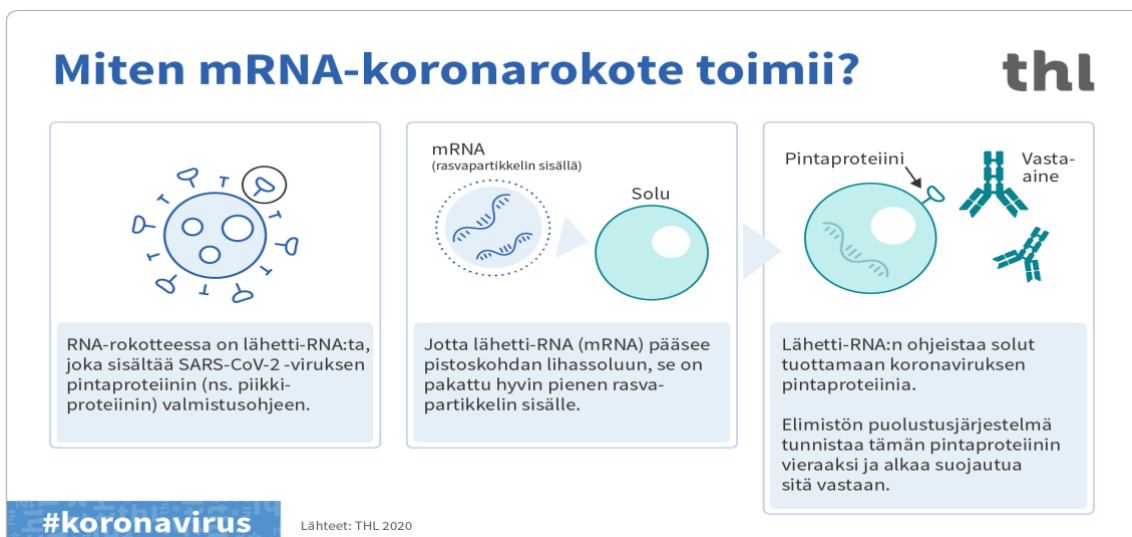 Miten mRNA-koronarokote toimii?
thl
RNA-rokotteessa on lähetti-RNA:ta,
joka sisältää SARS-CoV-2 -viruksen
pintaproteiinin (ns. piikki-
proteiinin) valmistusohjeen.
mRNA
(rasvapartikkelin sisällä)
Solu
Jotta lähetti-RNA (mRNA) pääsee
pistoskohdan lihassoluun, se on
pakattu hyvin pienen rasva-
partikkelin sisälle.
Pintaproteiini
Vasta-
aine
Lähetti-RNA:n ohjeistaa solut
tuottamaan koronaviruksen
pintaproteiinia.
Elimistön puolustusjärjestelmä
tunnistaa tämän pintaproteiinin
vieraaksi ja alkaa suojautua
sitä vastaan.
#koronavirus
Lähteet: THL 2020